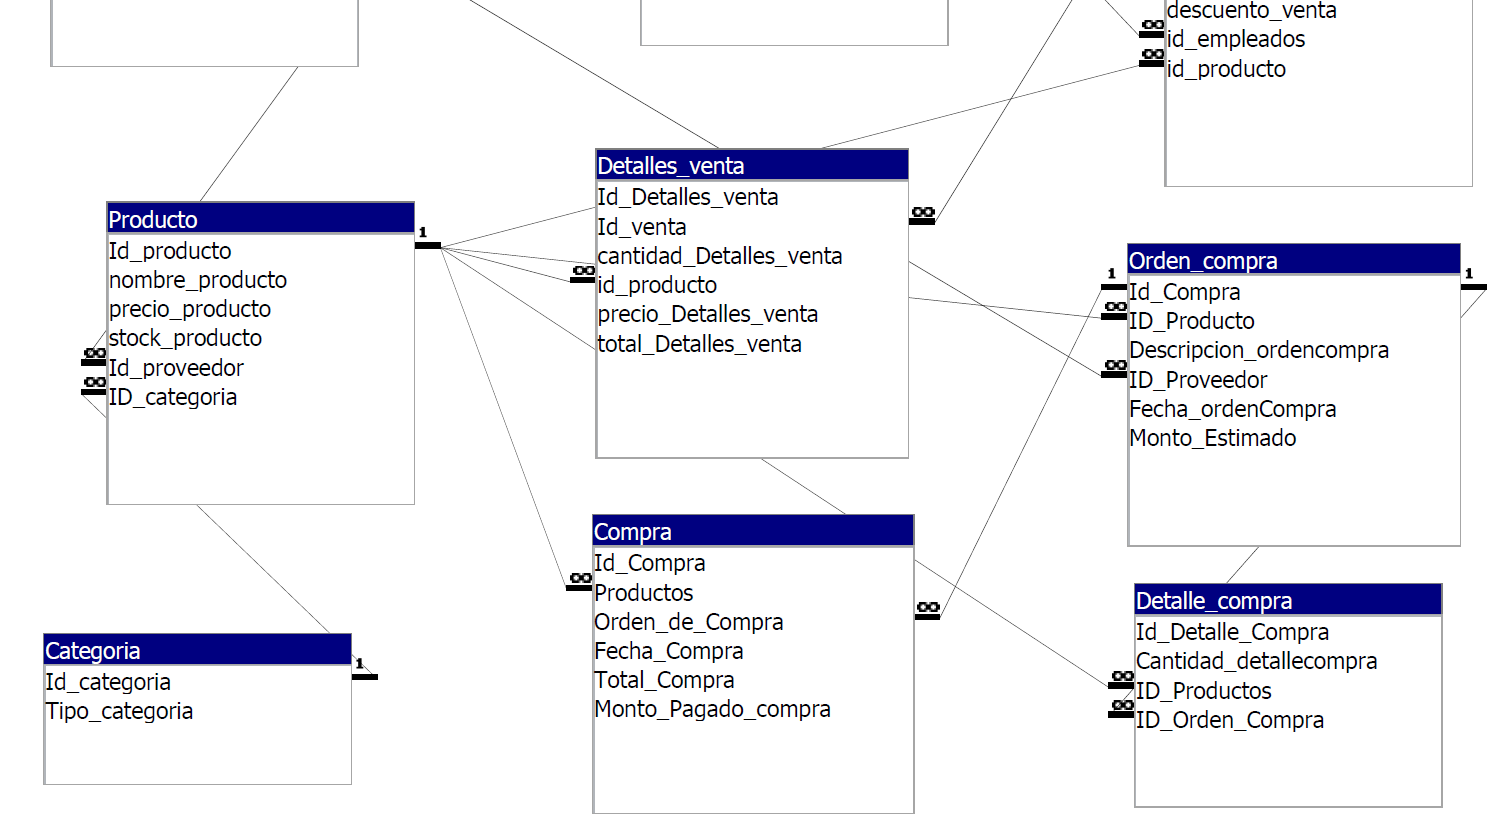 descuento_venta
id_empleados
id_producto
Detalles_venta
Id_Detalles_venta
Id_venta
cantidad_Detalles_venta
id_producto
precio_Detalles_venta
total_Detalles_venta
Producto
Id_producto
nombre_producto
precio_producto
stock_producto
Id_proveedor
ID_categoria
1
Orden_compra
Id_Compra
ID_Producto
Descripcion_ordencompra
ID_Proveedor
Fecha_ordenCompra
Monto_Estimado
1
1
Compra
Id_Compra
Productos
Orden_de_Compra
Fecha_Compra
Total_Compra
Monto_Pagado_compra
Detalle_compra
Id_Detalle_Compra
Cantidad_detallecompra
ID_Productos
ID_Orden_Compra
Categoria
Id_categoria
Tipo_categoria
1